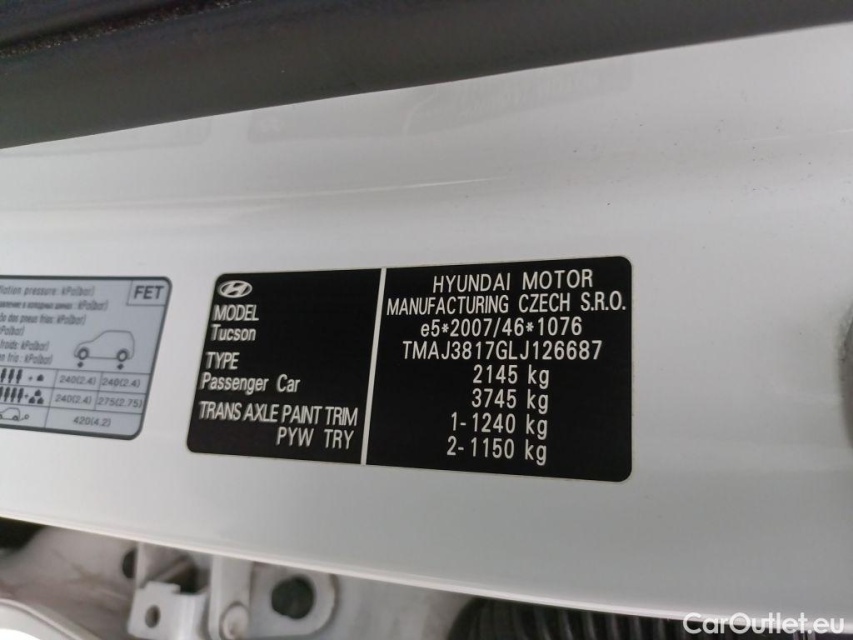 FET
240(2.4) 240(2.4)
240(2.4) 275(2.75)
420(4.2)
MODEL
Tucson
TYPE
Passenger Car
TRANS AXLE PAINT TRIM
PYW TRY
HYUNDAI MOTOR
MANUFACTURING CZECH S.R.O.
e5*2007/46*1076
TMAJ3817GLJ126687
2145 kg
3745 kg
1-1240 kg
2-1150 kg
CarOutlet.eu